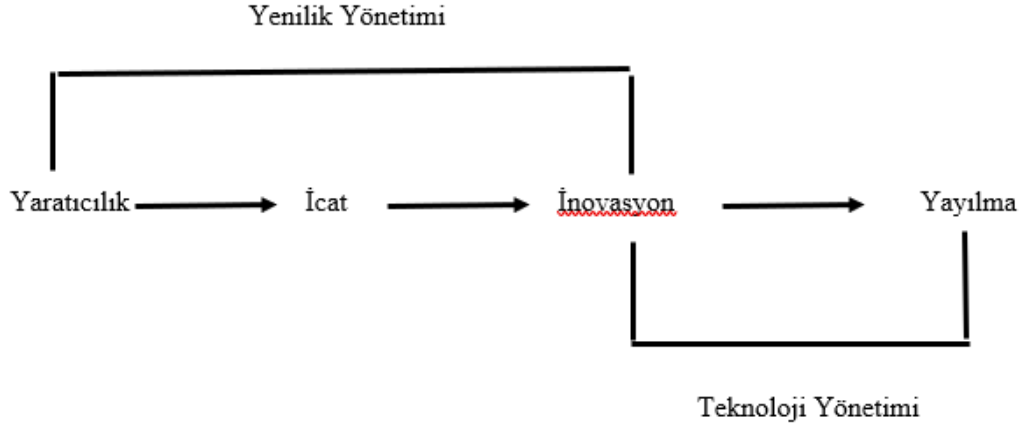 Yenilik Yönetimi
Yaratıcılık İcat İnovasyon Yayılma
Teknoloji Yönetimi